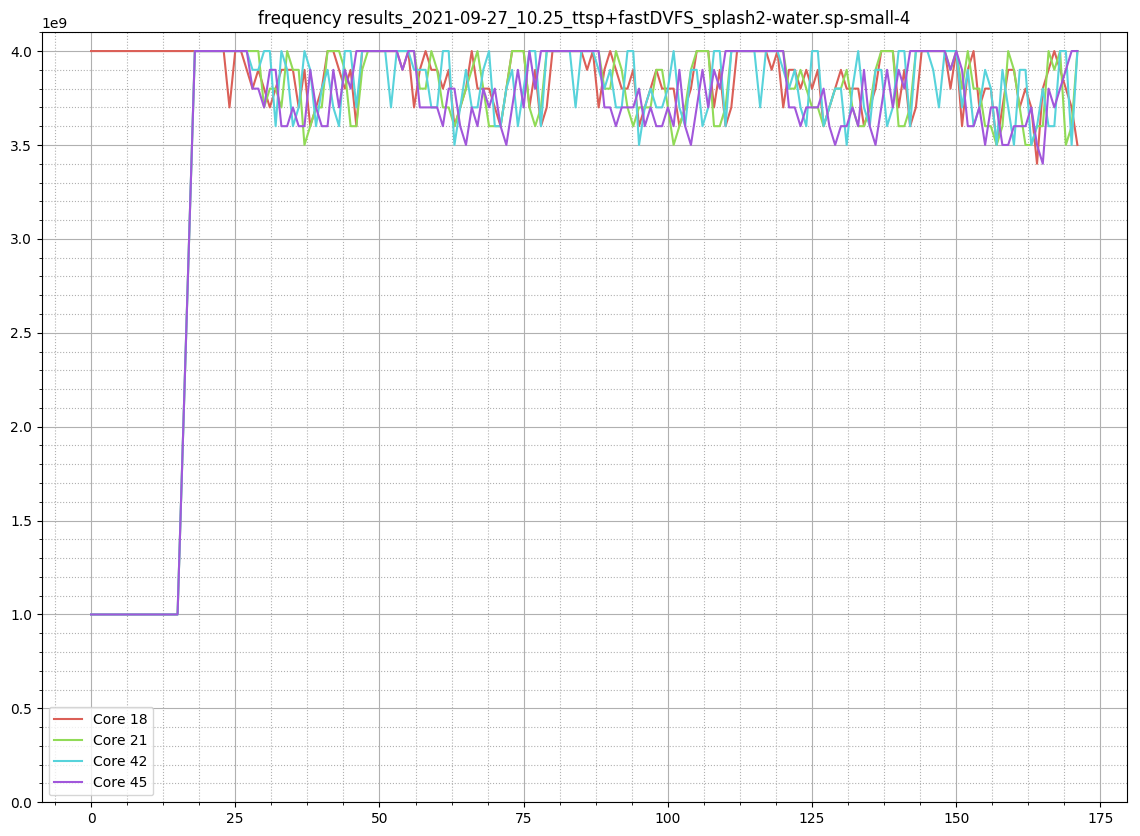 frequency results_2021-09-27_10.25_ttsp+fastDVFS_splash2-water.sp-small-4
1e9
4.0
3.5
3.0
2.5
2.0
1.5
1.0
0.5
0.0
Core 18
Core 21
Core 42
Core 45
0 25 50 75 100 125 150 175